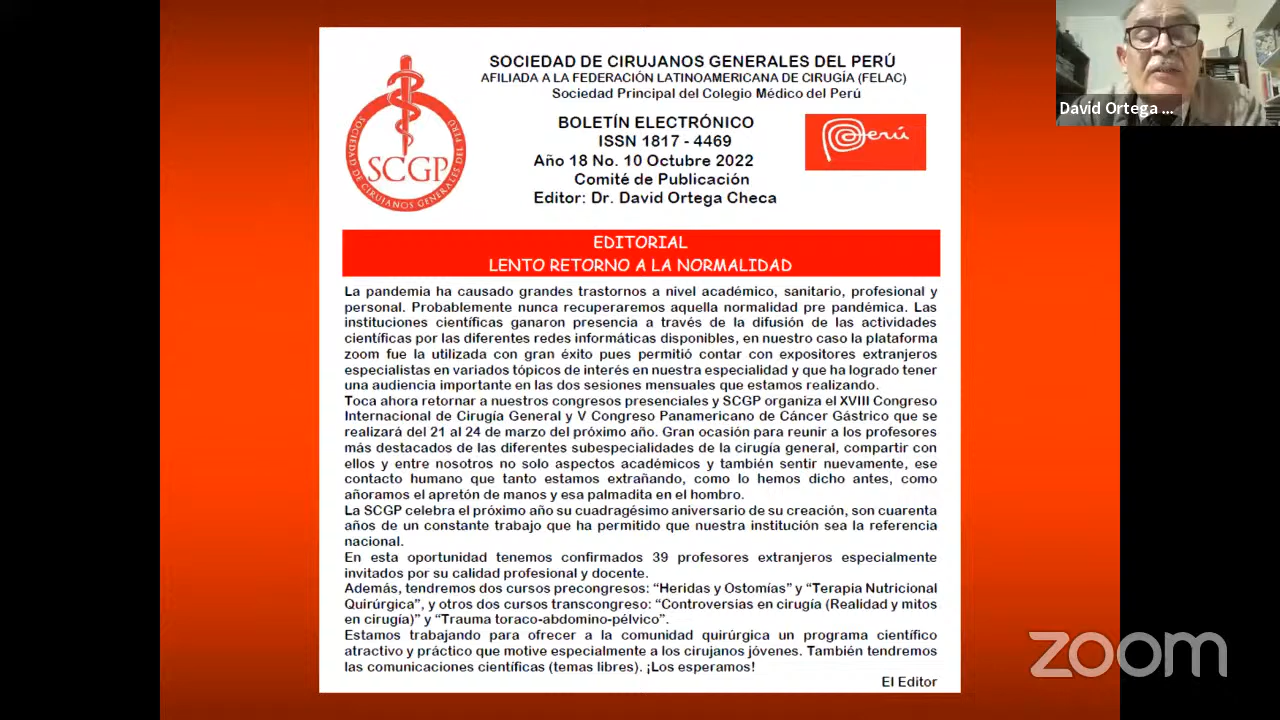 SOCIEDAD DE CIRUJANOS GENERALES DEL PERÚ
AFILIADA A LA FEDERACIÓN LATINOAMERICANA DE CIRUGÍA (FELAC)
Sociedad Principal del Colegio Médico del Perú
SCGP
SOCIEDAD DE CIRUJANOS GENERALES DEL PERÚ
BOLETÍN ELECTRÓNICO
ISSN 1817 - 4469
Año 18 No. 10 Octubre 2022
Comité de Publicación
Editor: Dr. David Ortega Checa
Perú
David Ortega ...
EDITORIAL
LENTO RETORNO A LA NORMALIDAD
La pandemia ha causado grandes trastornos a nivel académico, sanitario, profesional y
personal. Probablemente nunca recuperaremos aquella normalidad pre pandémica. Las
instituciones científicas ganaron presencia a través de la difusión de las actividades
científicas por las diferentes redes informáticas disponibles, en nuestro caso la plataforma
zoom fue la utilizada con gran éxito pues permitió contar con expositores extranjeros
especialistas en variados tópicos de interés en nuestra especialidad y que ha logrado tener
una audiencia importante en las dos sesiones mensuales que estamos realizando.
Toca ahora retornar a nuestros congresos presenciales y SCGP organiza el XVIII Congreso
Internacional de Cirugía General y V Congreso Panamericano de Cáncer Gástrico que se
realizará del 21 al 24 de marzo del próximo año. Gran ocasión para reunir a los profesores
más destacados de las diferentes subespecialidades de la cirugía general, compartir con
ellos y entre nosotros no solo aspectos académicos y también sentir nuevamente, ese
contacto humano que tanto estamos extrañando, como lo hemos dicho antes, como
añoramos el apretón de manos y esa palmadita en el hombro.
La SCGP celebra el próximo año su cuadragésimo aniversario de su creación, son cuarenta
años de un constante trabajo que ha permitido que nuestra institución sea la referencia
nacional.
En esta oportunidad tenemos confirmados 39 profesores extranjeros especialmente
invitados por su calidad profesional y docente.
Además, tendremos dos cursos precongresos: “Heridas y Ostomías” y “Terapia Nutricional
Quirúrgica”, y otros dos cursos transcongreso: “Controversias en cirugía (Realidad y mitos
en cirugía)” y “Trauma toraco-abdomino-pélvico”.
Estamos trabajando para ofrecer a la comunidad quirúrgica un programa científico
atractivo y práctico que motive especialmente a los cirujanos jóvenes. También tendremos
las comunicaciones científicas (temas libres). ¡Los esperamos!
El Editor
zoom